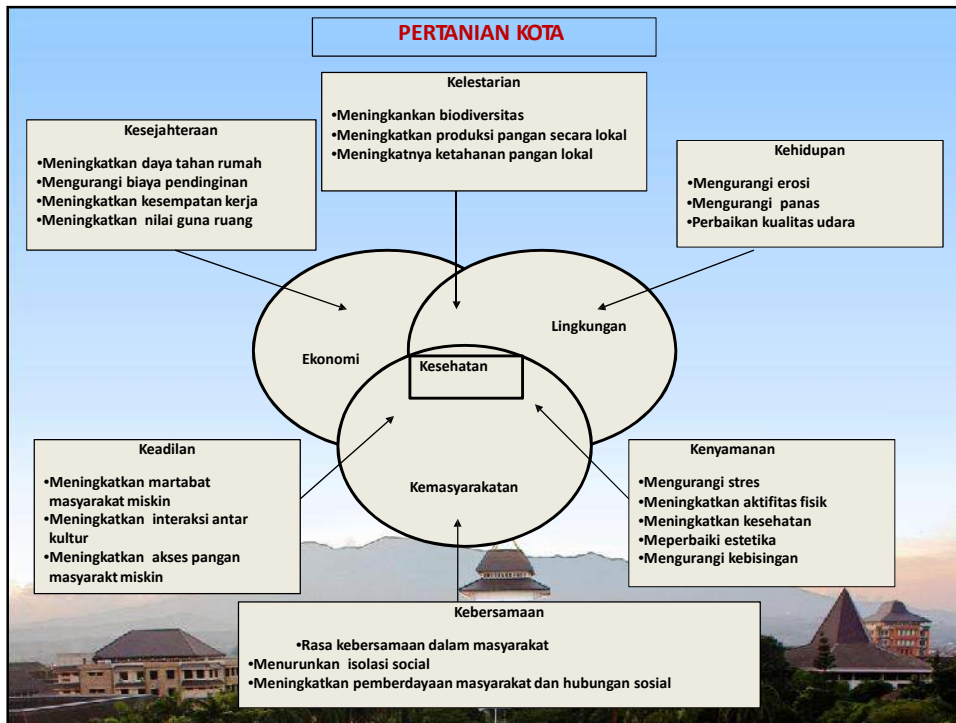 PERTANIAN KOTA
Kelestarian
•Meningkankan biodiversitas
•Meningkatkan produksi pangan secara lokal
•Meningkatnya ketahanan pangan lokal
Kesejahteraan
•Meningkatkan daya tahan rumah
•Mengurangi biaya pendinginan
•Meningkatkan kesempatan kerja
•Meningkatkan nilai guna ruang
Kehidupan
•Mengurangi erosi
•Mengurangi panas
•Perbaikan kualitas udara
Lingkungan
Ekonomi
Kesehatan
Kemasyarakatan
Keadilan
•Meningkatkan martabat
masyarakat miskin
•Meningkatkan interaksi antar
kultur
•Meningkatkan akses pangan
masyarakt miskin
Kenyamanan
•Mengurangi stres
•Meningkatkan aktifitas fisik
•Meningkatkan kesehatan
•Meperbaiki estetika
•Mengurangi kebisingan
Kebersamaan
•Rasa kebersamaan dalam masyarakat
•Menurunkan isolasi social
•Meningkatkan pemberdayaan masyarakat dan hubungan sosial